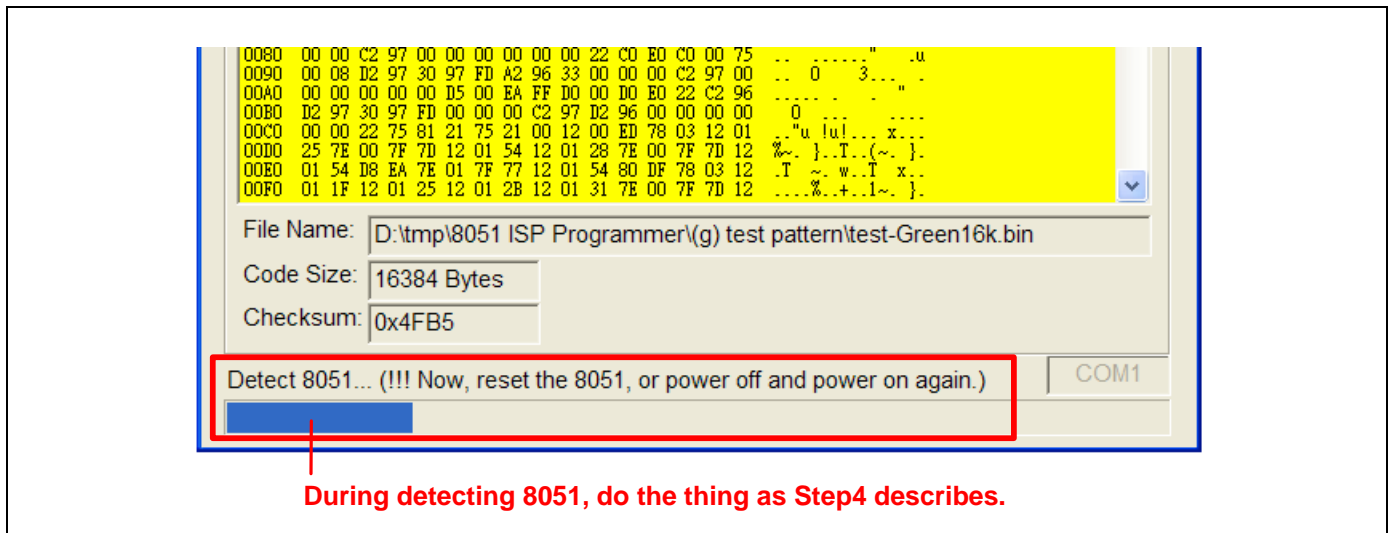 0080 00 00 C2 97 00 00 00 00 00 00 22 C0 E0 C0 00 75 .. ......" .u
0090 00 08 D2 97 30 97 FD A2 96 33 00 00 00 C2 97 00 .. 0 3... .
00A0 00 00 00 00 00 D5 00 EA FF D0 00 D0 E0 22 C2 96 ..... . . "
00B0 D2 97 30 97 FD 00 00 00 C2 97 D2 96 00 00 00 00 0 ... ....
00C0 00 00 22 75 81 21 75 21 00 12 00 ED 78 03 12 01 .."u !u!... x...
00D0 25 7E 00 7F 7D 12 01 54 12 01 28 7E 00 7F 7D 12 %~. }..T..(~. }.
00E0 01 54 D8 EA 7E 01 7F 77 12 01 54 80 DF 78 03 12 .T ~. w..T x..
00F0 01 1F 12 01 25 12 01 2B 12 01 31 7E 00 7F 7D 12 ....%..+..1~. }.
File Name: D:\tmp\8051 ISP Programmer\(g) test pattern\test-Green16k.bin
Code Size: 16384 Bytes
Checksum: 0x4FB5
Detect 8051... (!!! Now, reset the 8051, or power off and power on again.) COM1
During detecting 8051, do the thing as Step4 describes.